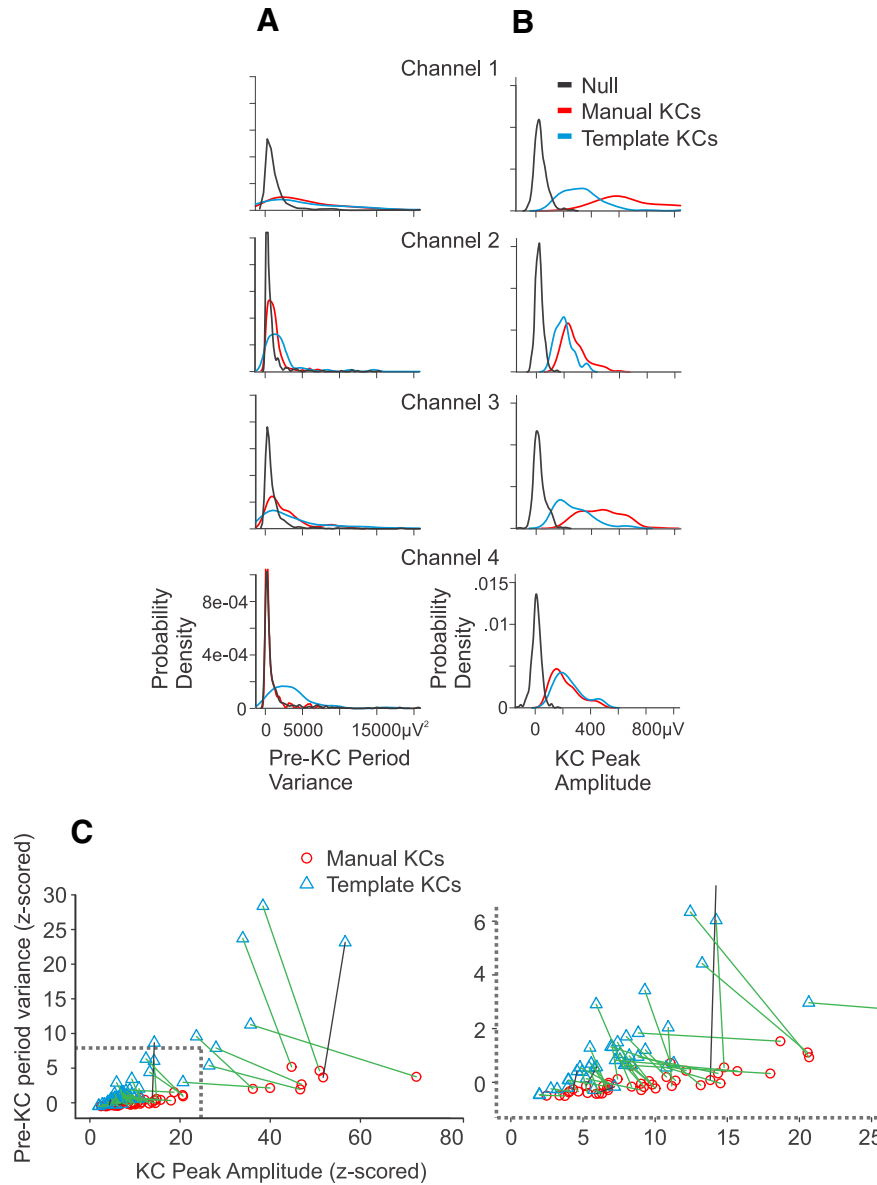 A
B
Channel 1
Null
Manual KCs
Template KCs
Channel 2
Channel 3
Channel 4
Probability
Density
8e-04
4e-04
0
0 5000 15000µV²
Pre-KC Period
Variance
Probability
Density
.015
.01
0
0 400 800µV
KC Peak
Amplitude
C
Manual KCs
Template KCs
Pre-KC period variance (z-scored)
30
25
20
15
10
5
0
0 20 40 60 80
KC Peak Amplitude (z-scored)
6
4
2
0
0 5 10 15 20 25